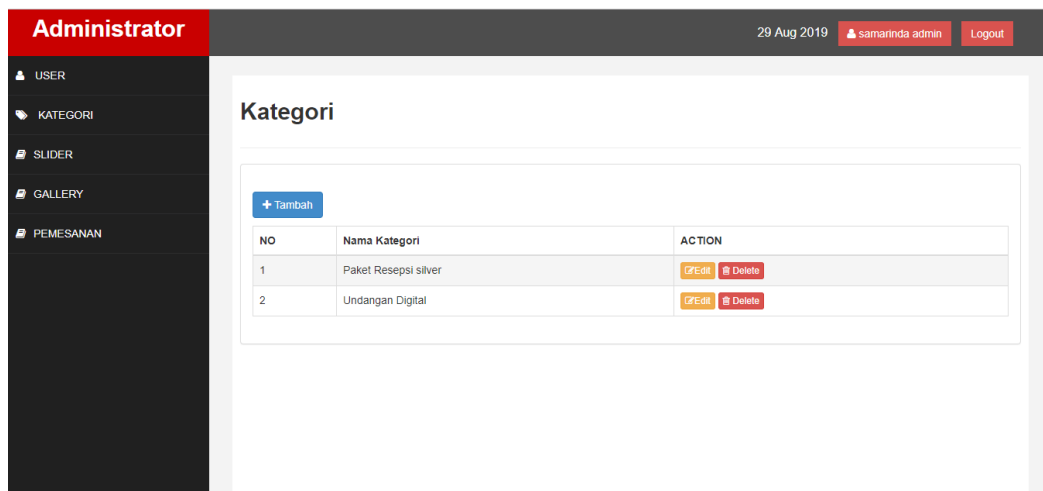 Administrator
29 Aug 2019 samarinda admin Logout
USER
KATEGORI
SLIDER
GALLERY
PEMESANAN
Kategori
+ Tambah
NO Nama Kategori ACTION
1 Paket Resepsi silver Edit Delete
2 Undangan Digital Edit Delete